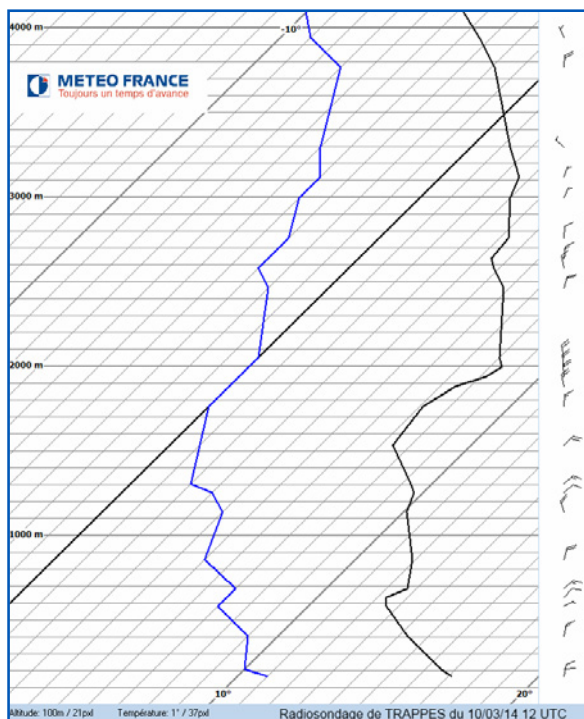 4000 m
-10°
METEO FRANCE
Toujours un temps d'avance
3000 m
2000 m
1000 m
10°
20°
Altitude: 100m / 21pxl
Température: 1° / 37pxl
Radiosondage de TRAPPES du 10/03/14 12 UTC